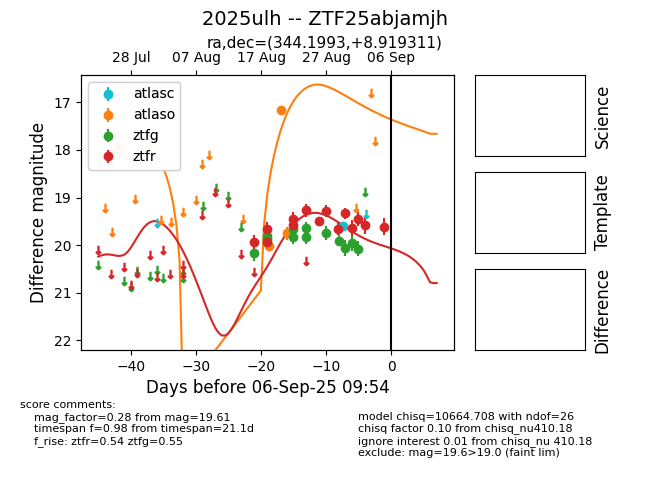 2025ulh -- ZTF25abjamjh
ra,dec=(344.1993,+8.919311)
28 Jul 07 Aug 17 Aug 27 Aug 06 Sep
atlasc
atlaso
ztfg
ztfr
17
18
19
20
21
22
Difference magnitude
−40 −30 −20 −10 0
Days before 06-Sep-25 09:54
Science
Template
Difference
score comments:
mag_factor=0.28 from mag=19.61
timespan f=0.98 from timespan=21.1d
f_rise: ztfr=0.54 ztfg=0.55
model chisq=10664.708 with ndof=26
chisq factor 0.10 from chisq_nu410.18
ignore interest 0.01 from chisq_nu 410.18
exclude: mag=19.6>19.0 (faint lim)